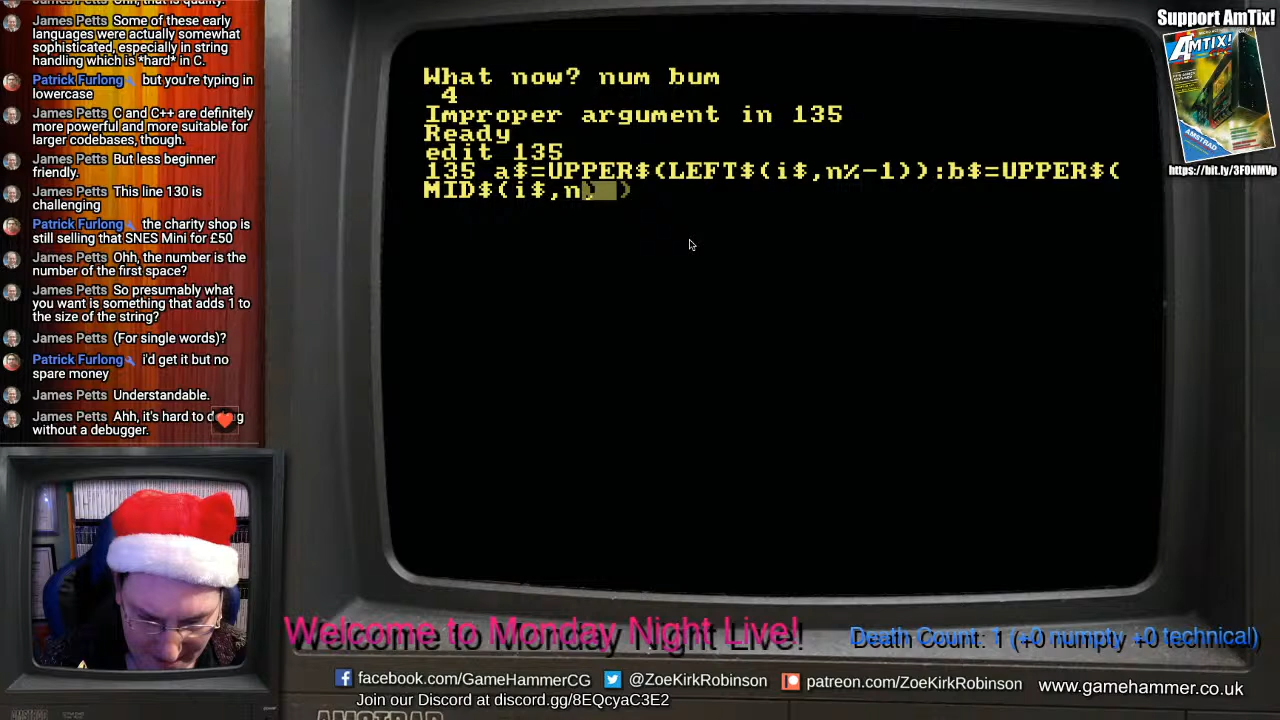 James Petts Some of these early
languages were actually somewhat
sophisticated, especially in string
handling which is *hard* in C.
Patrick Furlong but you're typing in
lowercase
James Petts C and C++ are definitely
more powerful and more suitable for
larger codebases, though.
James Petts But less beginner
friendly.
James Petts This line 130 is
challenging
Patrick Furlong the charity shop is
still selling that SNES Mini for £50
James Petts Ohh, the number is the
number of the first space?
James Petts So presumably what
you want is something that adds 1 to
the size of the string?
James Petts (For single words)?
Patrick Furlong i'd get it but no
spare money
James Petts Understandable.
James Petts Ahh, it's hard to
without a debugger.
What now? num bum
4
Improper argument in 135
Ready
edit 135
135 a$=UPPER$(LEFT$(i$,n%-1)):b$=UPPER$(
MID$(i$,n) )
Support AmTix!
AMTIX!
AMSTRAD
https://bit.ly/3F0NMVp
Welcome to Monday Night Live!
Death Count: 1 (+0 numpty +0 technical)
facebook.com/GameHammerCG
@ZoeKirkRobinson
patreon.com/ZoeKirkRobinson
www.gamehammer.co.uk
Join our Discord at discord.gg/8EQcyaC3E2
AMSTRAD